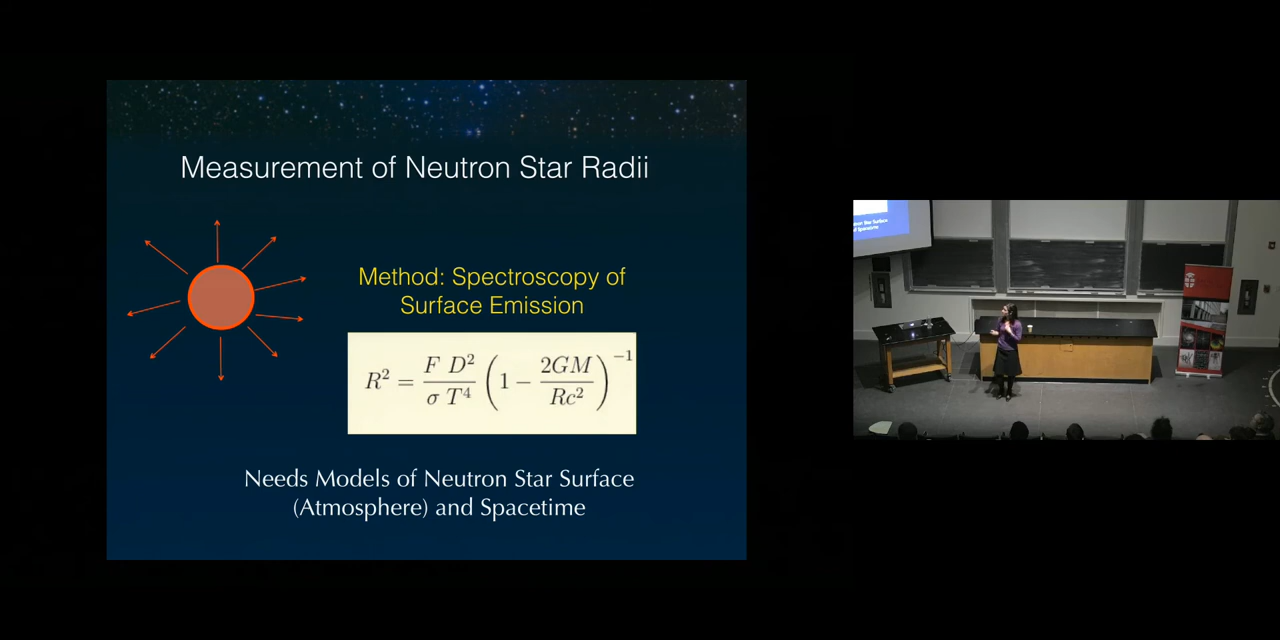 Measurement of Neutron Star Radii
Method: Spectroscopy of
Surface Emission
R² = F D² / σ T⁴ (1 − 2GM / Rc²)⁻¹
Needs Models of Neutron Star Surface
(Atmosphere) and Spacetime